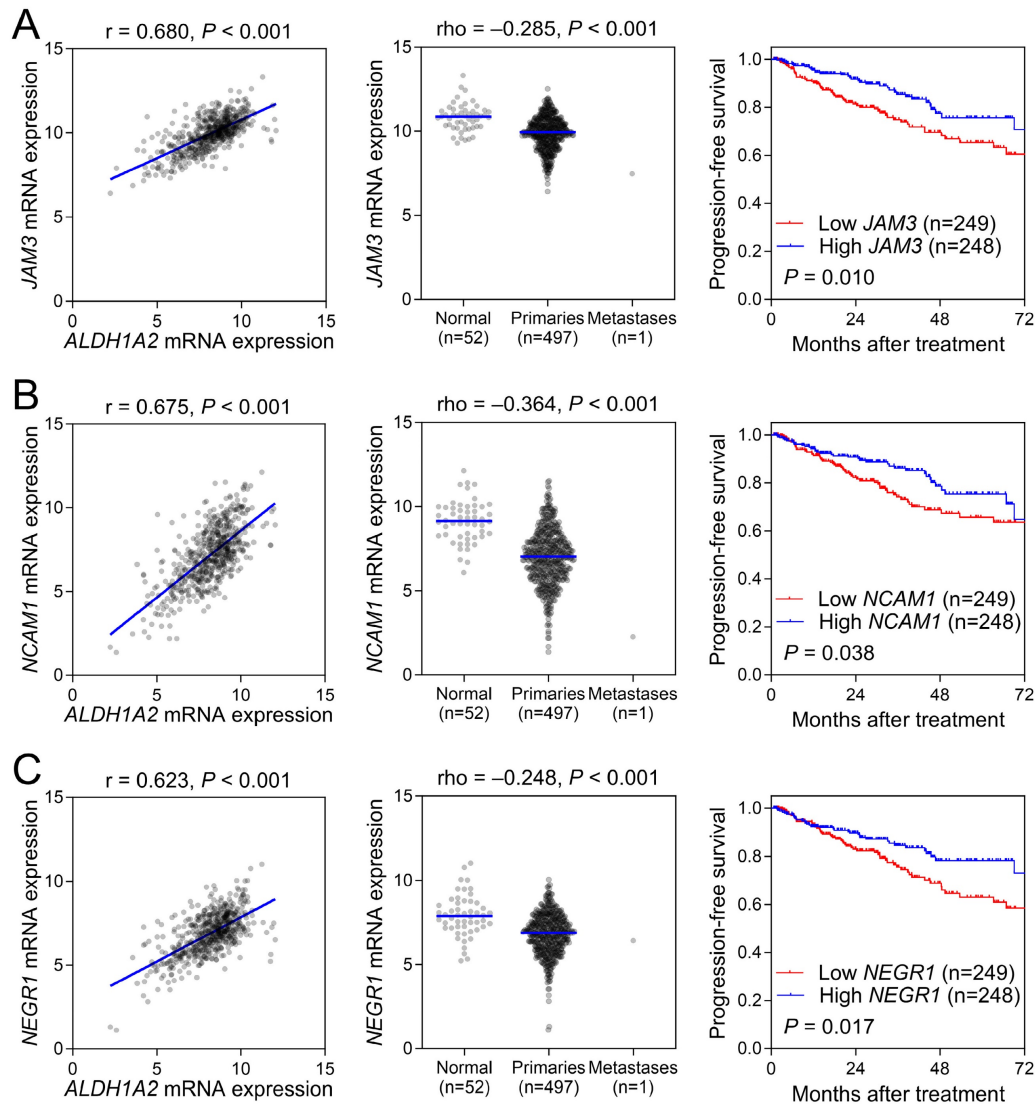 A
r = 0.680, P < 0.001
JAM3 mRNA expression
15
10
5
0
0
5
10
15
ALDH1A2 mRNA expression
rho = –0.285, P < 0.001
JAM3 mRNA expression
15
10
5
0
Normal Primaries Metastases
(n=52) (n=497) (n=1)
Progression-free survival
1.0
0.8
0.6
0.4
0.2
0.0
Low JAM3 (n=249)
High JAM3 (n=248)
P = 0.010
0 24 48 72
Months after treatment
B
r = 0.675, P < 0.001
NCAM1 mRNA expression
15
10
5
0
0
5
10
15
ALDH1A2 mRNA expression
rho = –0.364, P < 0.001
NCAM1 mRNA expression
15
10
5
0
Normal Primaries Metastases
(n=52) (n=497) (n=1)
Progression-free survival
1.0
0.8
0.6
0.4
0.2
0.0
Low NCAM1 (n=249)
High NCAM1 (n=248)
P = 0.038
0 24 48 72
Months after treatment
C
r = 0.623, P < 0.001
NEGR1 mRNA expression
15
10
5
0
0
5
10
15
ALDH1A2 mRNA expression
rho = –0.248, P < 0.001
NEGR1 mRNA expression
15
10
5
0
Normal Primaries Metastases
(n=52) (n=497) (n=1)
Progression-free survival
1.0
0.8
0.6
0.4
0.2
0.0
Low NEGR1 (n=249)
High NEGR1 (n=248)
P = 0.017
0 24 48 72
Months after treatment